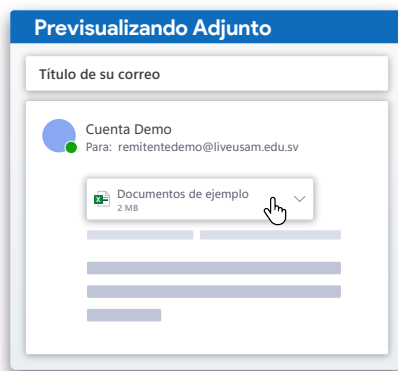 Previsualizando Adjunto
Título de su correo
Cuenta Demo
Para: remitentedemo@liveusam.edu.sv
Documentos de ejemplo
2 MB